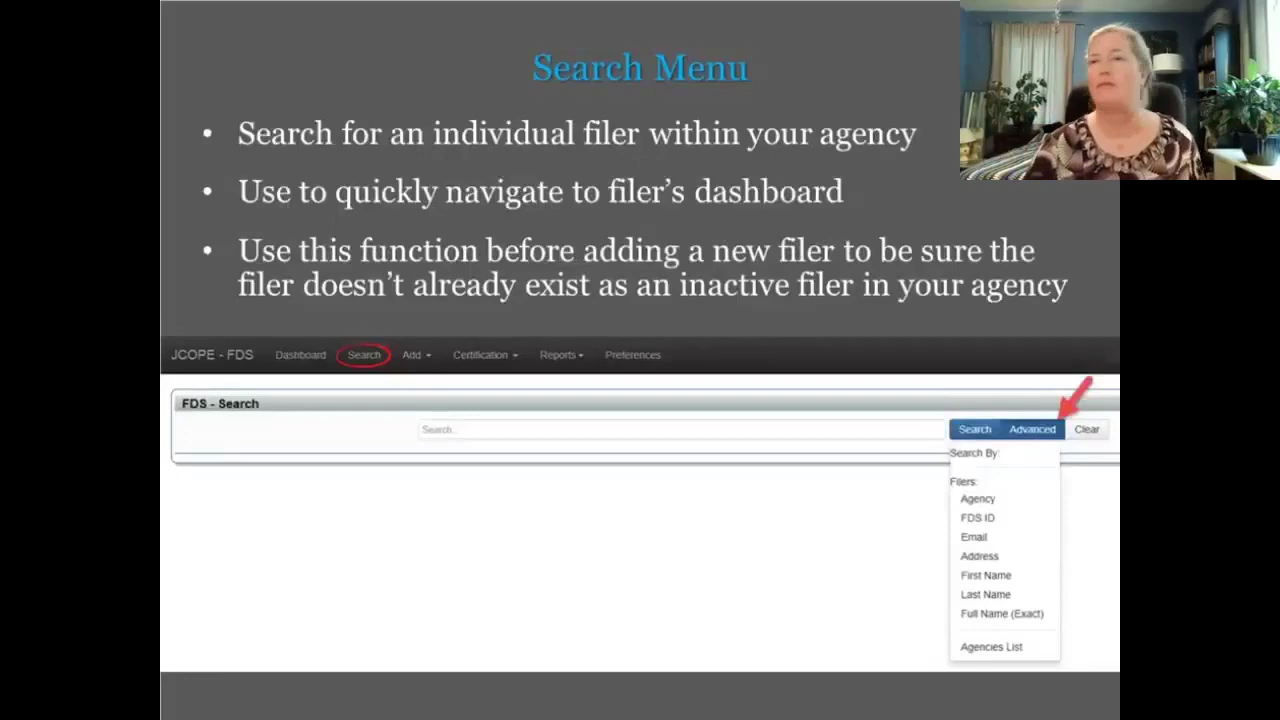 Search Menu
• Search for an individual filer within your agency
• Use to quickly navigate to filer's dashboard
• Use this function before adding a new filer to be sure the
filer doesn't already exist as an inactive filer in your agency
JCOPE - FDS Dashboard Search Add Certification Reports Preferences
FDS - Search
Search... Search Advanced Clear
Search By:
Filers:
Agency
FDS ID
Email
Address
First Name
Last Name
Full Name (Exact)
Agencies List